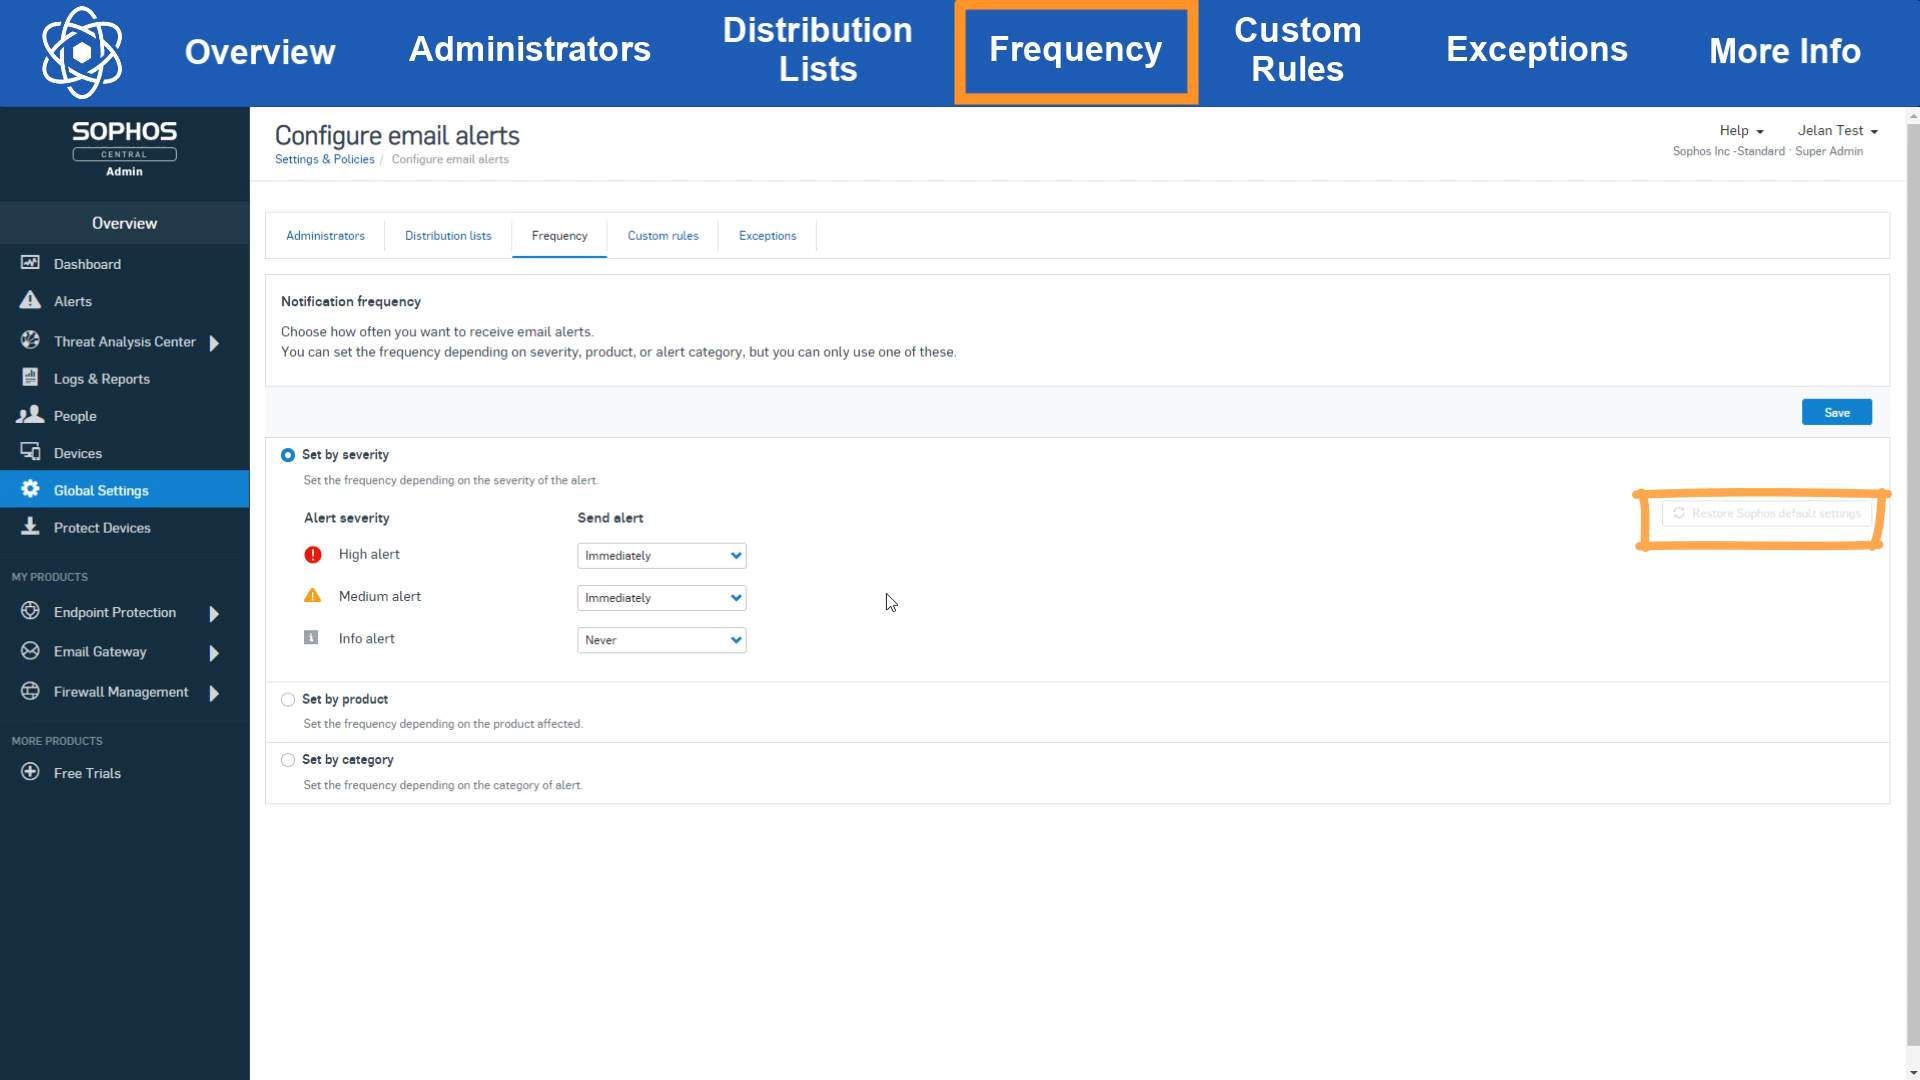 Overview
Administrators
Distribution
Lists
Frequency
Custom
Rules
Exceptions
More Info
SOPHOS
CENTRAL
Admin
Overview
Dashboard
Alerts
Threat Analysis Center
Logs & Reports
People
Devices
Global Settings
Protect Devices
MY PRODUCTS
Endpoint Protection
Email Gateway
Firewall Management
MORE PRODUCTS
Free Trials
Configure email alerts
Settings & Policies / Configure email alerts
Help
Jelan Test
Sophos Inc -Standard · Super Admin
Administrators
Distribution lists
Frequency
Custom rules
Exceptions
Notification frequency
Choose how often you want to receive email alerts.
You can set the frequency depending on severity, product, or alert category, but you can only use one of these.
Save
Set by severity
Set the frequency depending on the severity of the alert.
Restore Sophos default settings
Alert severity
Send alert
High alert
Immediately
Medium alert
Immediately
Info alert
Never
Set by product
Set the frequency depending on the product affected.
Set by category
Set the frequency depending on the category of alert.